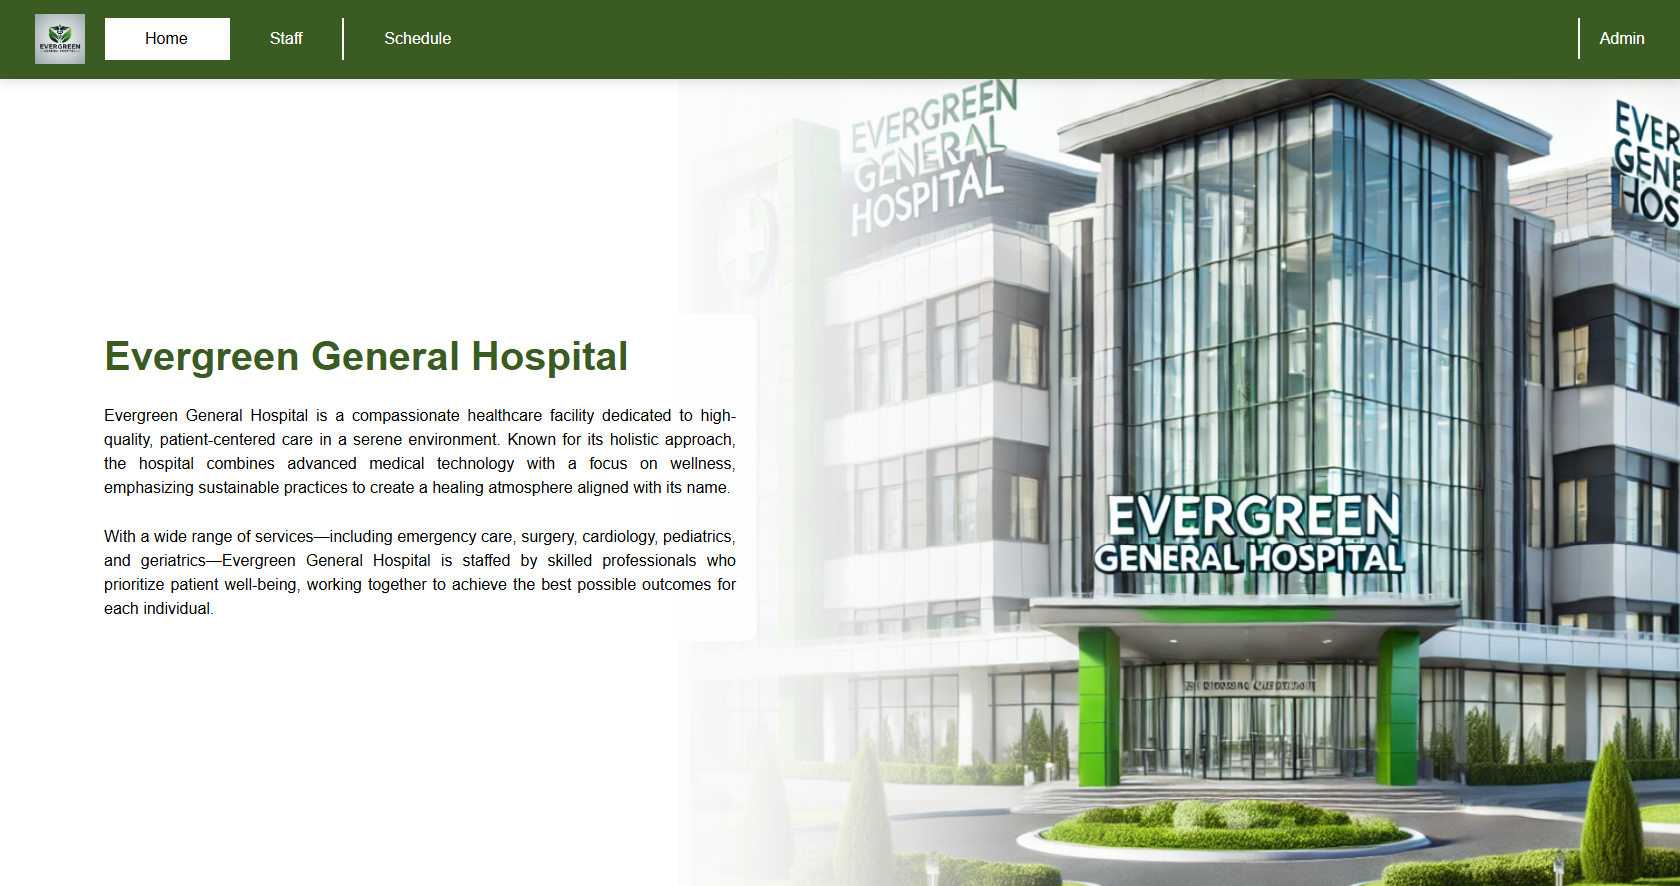 EVERGREEN
Home
Staff
Schedule
Admin
EVERGREEN
GENERAL
HOSPITAL
EVER
GENE
HOS
Evergreen General Hospital
Evergreen General Hospital is a compassionate healthcare facility dedicated to high-
quality, patient-centered care in a serene environment. Known for its holistic approach,
the hospital combines advanced medical technology with a focus on wellness,
emphasizing sustainable practices to create a healing atmosphere aligned with its name.
With a wide range of services—including emergency care, surgery, cardiology, pediatrics,
and geriatrics—Evergreen General Hospital is staffed by skilled professionals who
prioritize patient well-being, working together to achieve the best possible outcomes for
each individual.
EVERGREEN
GENERAL HOSPITAL